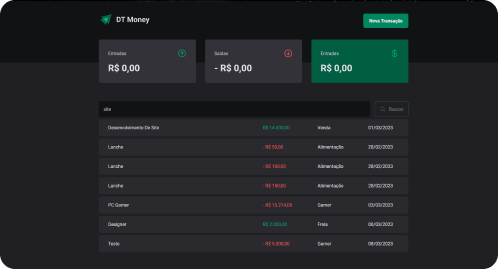 DT Money
Nova Transação
Entradas
Saídas
Entradas
R$ 0,00
- R$ 0,00
R$ 0,00
site
Buscar
Desenvolvimento De Site R$ 14.000,00 Venda 01/03/2023
Lanche - R$ 50,00 Alimentação 28/02/2023
Lanche - R$ 100,00 Alimentação 28/02/2023
Lanche - R$ 150,00 Alimentação 28/02/2023
PC Gamer - R$ 13.214,00 Gamer 03/03/2023
Designer R$ 2.000,00 Frela 06/03/2023
Teste - R$ 5.000,00 Gamer 08/03/2023